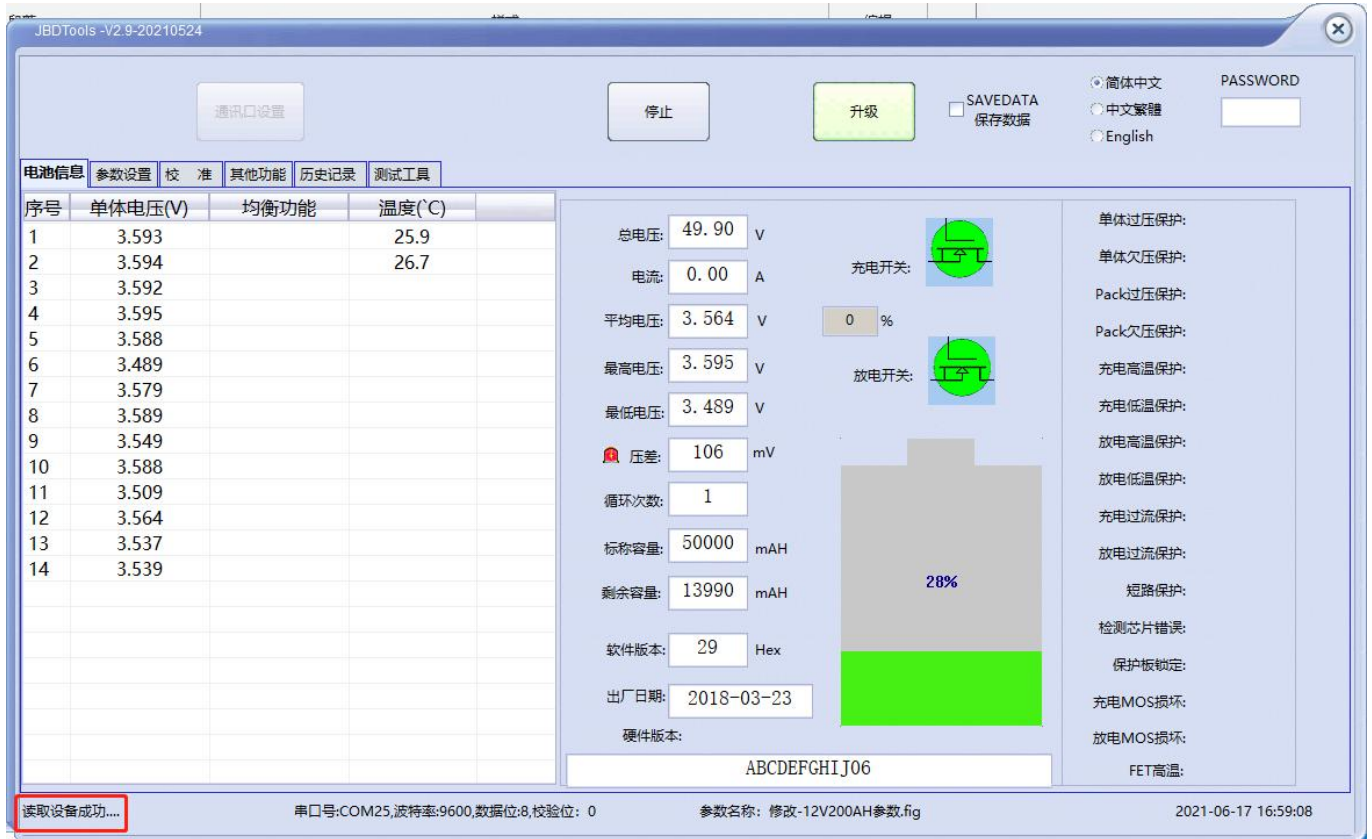 JBDTools -V2.9-20210524
通讯口设置
停止
升级
SAVEDATA
保存数据
简体中文
中文繁體
English
PASSWORD
电池信息 参数设置 校 准 其他功能 历史记录 测试工具
序号 单体电压(V) 均衡功能 温度(`C)
1 3.593 25.9
2 3.594 26.7
3 3.592
4 3.595
5 3.588
6 3.489
7 3.579
8 3.589
9 3.549
10 3.588
11 3.509
12 3.564
13 3.537
14 3.539
总电压: 49.90 V
电流: 0.00 A
平均电压: 3.564 V
最高电压: 3.595 V
最低电压: 3.489 V
压差: 106 mV
循环次数: 1
标称容量: 50000 mAH
剩余容量: 13990 mAH
软件版本: 29 Hex
出厂日期: 2018-03-23
硬件版本:
ABCDEFGHIJ06
充电开关:
0 %
放电开关:
28%
单体过压保护:
单体欠压保护:
Pack过压保护:
Pack欠压保护:
充电高温保护:
充电低温保护:
放电高温保护:
放电低温保护:
充电过流保护:
放电过流保护:
短路保护:
检测芯片错误:
保护板锁定:
充电MOS损坏:
放电MOS损坏:
FET高温:
读取设备成功....
串口号:COM25,波特率:9600,数据位:8,校验位：0
参数名称：修改-12V200AH参数.fig
2021-06-17 16:59:08